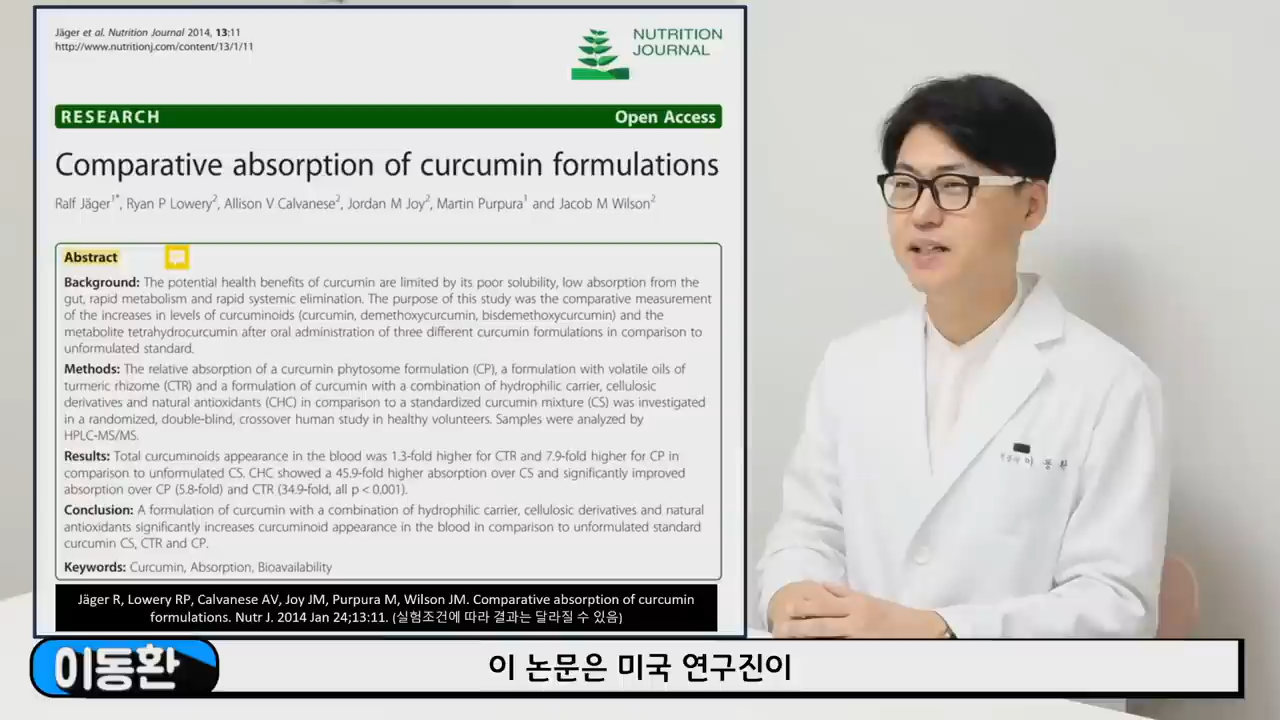 Jäger et al. Nutrition Journal 2014, 13:11
http://www.nutritionj.com/content/13/1/11
NUTRITION
JOURNAL
RESEARCH
Open Access
Comparative absorption of curcumin formulations
Ralf Jäger1*, Ryan P Lowery2, Allison V Calvanese2, Jordan M Joy2, Martin Purpura1 and Jacob M Wilson2
Abstract
Background: The potential health benefits of curcumin are limited by its poor solubility, low absorption from the
gut, rapid metabolism and rapid systemic elimination. The purpose of this study was the comparative measurement
of the increases in levels of curcuminoids (curcumin, demethoxycurcumin, bisdemethoxycurcumin) and the
metabolite tetrahydrocurcumin after oral administration of three different curcumin formulations in comparison to
unformulated standard.
Methods: The relative absorption of a curcumin phytosome formulation (CP), a formulation with volatile oils of
turmeric rhizome (CTR) and a formulation of curcumin with a combination of hydrophilic carrier, cellulosic
derivatives and natural antioxidants (CHC) in comparison to a standardized curcumin mixture (CS) was investigated
in a randomized, double-blind, crossover human study in healthy volunteers. Samples were analyzed by
HPLC-MS/MS.
Results: Total curcuminoids appearance in the blood was 1.3-fold higher for CTR and 7.9-fold higher for CP in
comparison to unformulated CS. CHC showed a 45.9-fold higher absorption over CS and significantly improved
absorption over CP (5.8-fold) and CTR (34.9-fold, all p < 0.001).
Conclusion: A formulation of curcumin with a combination of hydrophilic carrier, cellulosic derivatives and natural
antioxidants significantly increases curcuminoid appearance in the blood in comparison to unformulated standard
curcumin CS, CTR and CP.
Keywords: Curcumin, Absorption, Bioavailability
Jäger R, Lowery RP, Calvanese AV, Joy JM, Purpura M, Wilson JM. Comparative absorption of curcumin
formulations. Nutr J. 2014 Jan 24;13:11. (실험조건에 따라 결과는 달라질 수 있음)
이동환
이 논문은 미국 연구진이